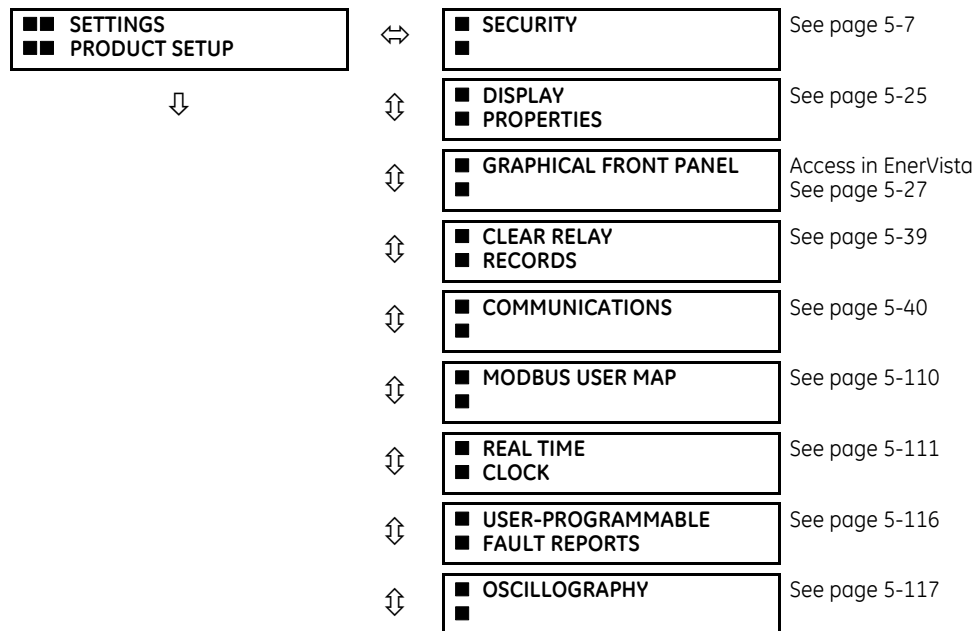 ■■ SETTINGS
■■ PRODUCT SETUP
■ SECURITY
■
See page 5-7
■ DISPLAY
■ PROPERTIES
See page 5-25
■ GRAPHICAL FRONT PANEL
■
Access in EnerVista
See page 5-27
■ CLEAR RELAY
■ RECORDS
See page 5-39
■ COMMUNICATIONS
■
See page 5-40
■ MODBUS USER MAP
■
See page 5-110
■ REAL TIME
■ CLOCK
See page 5-111
■ USER-PROGRAMMABLE
■ FAULT REPORTS
See page 5-116
■ OSCILLOGRAPHY
■
See page 5-117